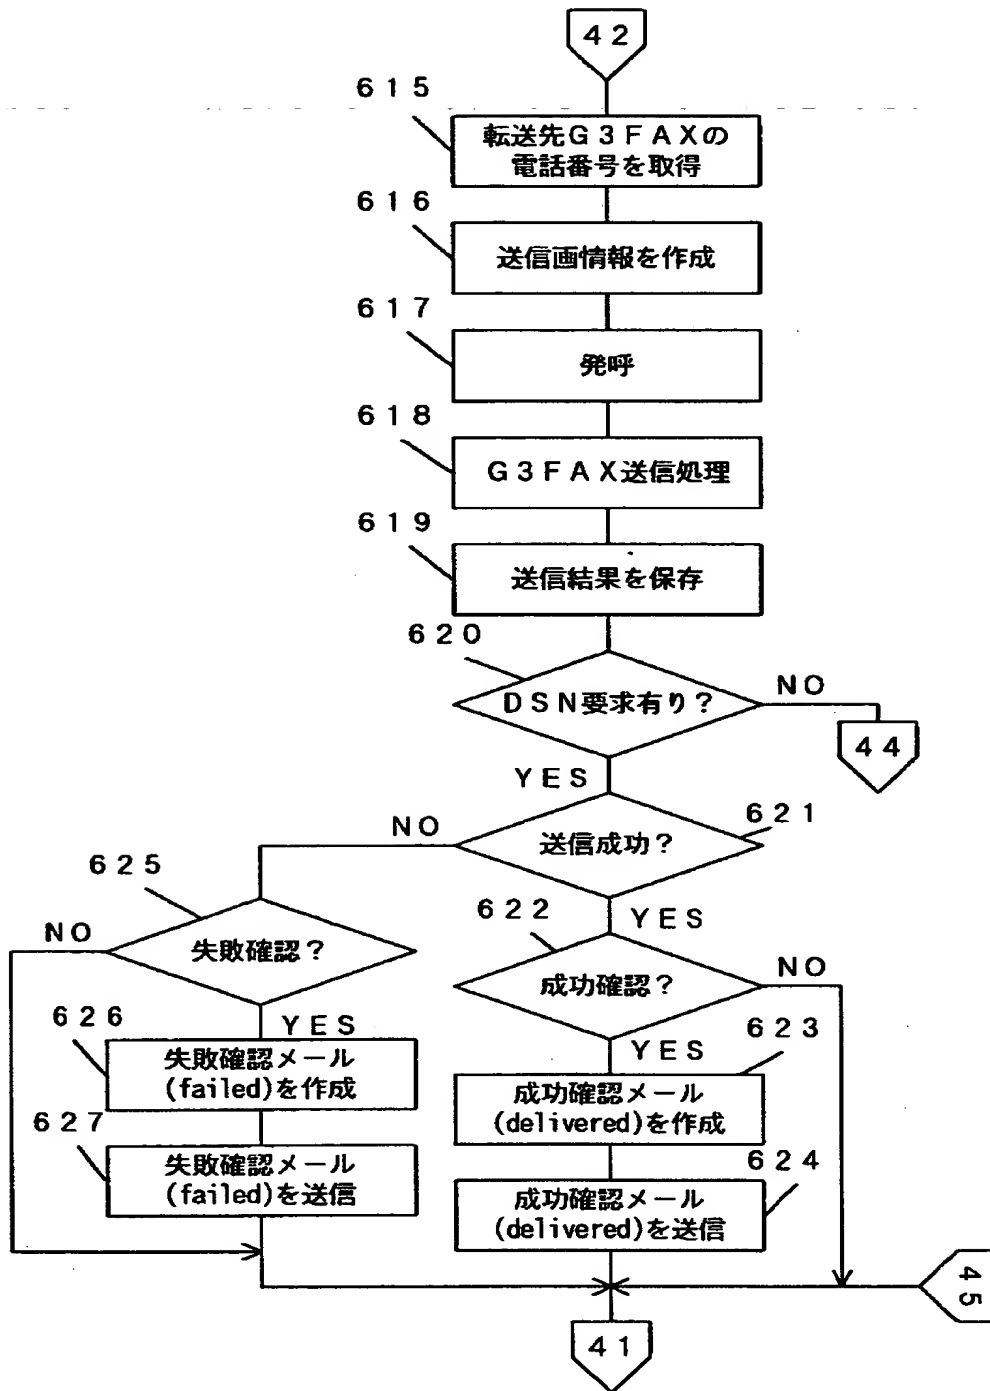 ４２
６１５
転送先Ｇ３ＦＡＸの
電話番号を取得
６１６
送信画情報を作成
６１７
発呼
６１８
Ｇ３ＦＡＸ送信処理
６１９
送信結果を保存
６２０
ＤＳＮ要求有り？
ＮＯ
４４
ＹＥＳ
６２１
送信成功？
ＮＯ
６２５
失敗確認？
ＮＯ
ＹＥＳ
６２２
成功確認？
ＮＯ
６２６
ＹＥＳ
失敗確認メール
(failed)を作成
ＹＥＳ
６２３
成功確認メール
(delivered)を作成
６２７
失敗確認メール
(failed)を送信
６２４
成功確認メール
(delivered)を送信
４５
４１